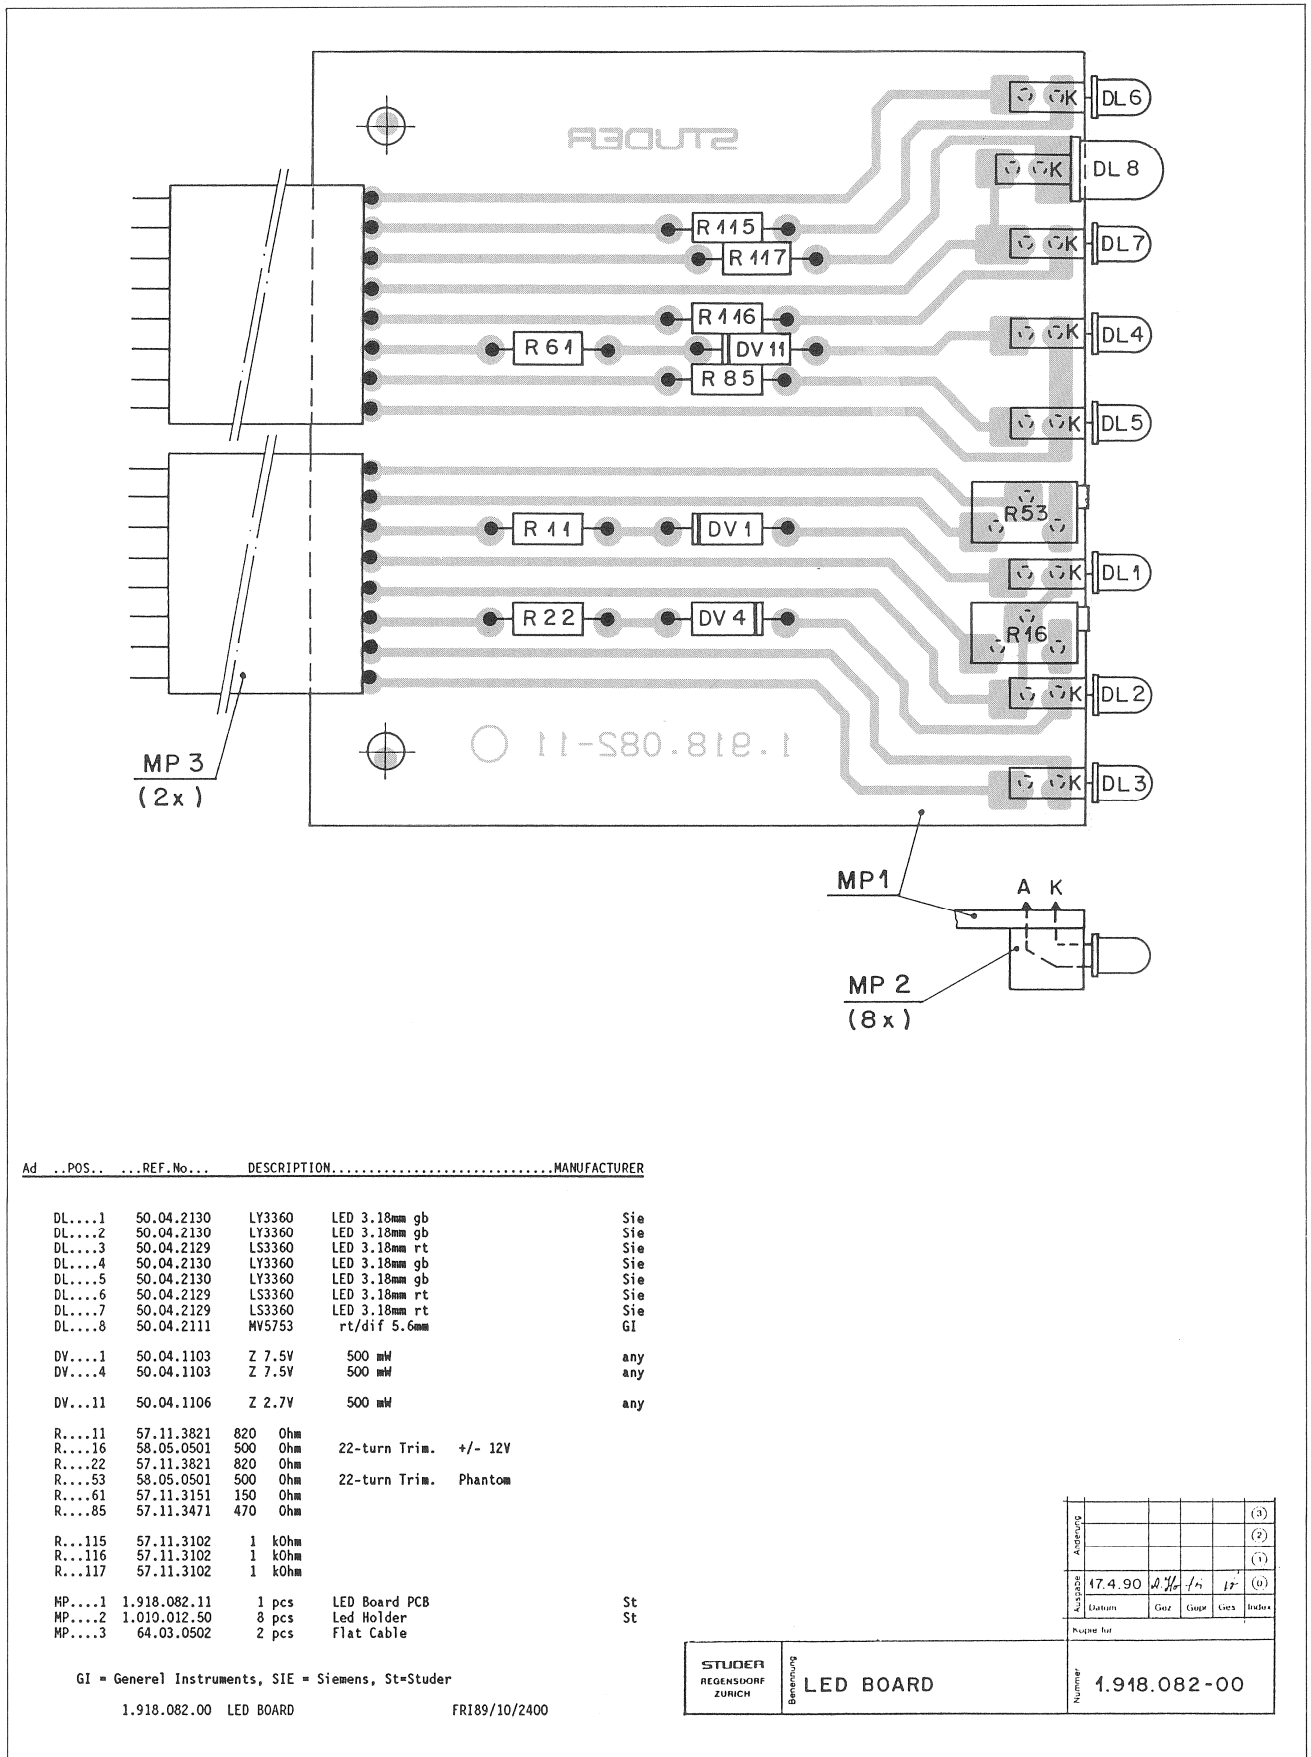 STUDER
DL6
K
DL8
K
R115
R117
DL7
K
R116
R61
DV11
DL4
K
R85
DL5
K
R53
R11
DV1
DL1
K
R22
DV4
R16
DL2
K
1.918.082-11
DL3
K
MP3
(2x)
MP1
A K
MP2
(8x)
Ad ..POS.. ...REF.No... DESCRIPTION.............................MANUFACTURER
DL....1 50.04.2130 LY3360 LED 3.18mm gb Sie
DL....2 50.04.2130 LY3360 LED 3.18mm gb Sie
DL....3 50.04.2129 LS3360 LED 3.18mm rt Sie
DL....4 50.04.2130 LY3360 LED 3.18mm gb Sie
DL....5 50.04.2130 LY3360 LED 3.18mm gb Sie
DL....6 50.04.2129 LS3360 LED 3.18mm rt Sie
DL....7 50.04.2129 LS3360 LED 3.18mm rt Sie
DL....8 50.04.2111 MV5753 rt/dif 5.6mm GI
DV....1 50.04.1103 Z 7.5V 500 mW any
DV....4 50.04.1103 Z 7.5V 500 mW any
DV...11 50.04.1106 Z 2.7V 500 mW any
R....11 57.11.3821 820 Ohm
R....16 58.05.0501 500 Ohm 22-turn Trim. +/- 12V
R....22 57.11.3821 820 Ohm
R....53 58.05.0501 500 Ohm 22-turn Trim. Phantom
R....61 57.11.3151 150 Ohm
R....85 57.11.3471 470 Ohm
R...115 57.11.3102 1 kOhm
R...116 57.11.3102 1 kOhm
R...117 57.11.3102 1 kOhm
MP....1 1.918.082.11 1 pcs LED Board PCB St
MP....2 1.010.012.50 8 pcs Led Holder St
MP....3 64.03.0502 2 pcs Flat Cable
GI = Generel Instruments, SIE = Siemens, St=Studer
1.918.082.00 LED BOARD FRI89/10/2400
Änderung
(3)
(2)
(1)
Ausgabe
17.4.90
(0)
Datum Gez Gepr Ges Index
Kopie für
STUDER
REGENSDORF
ZURICH
Benennung
LED BOARD
Nummer
1.918.082-00